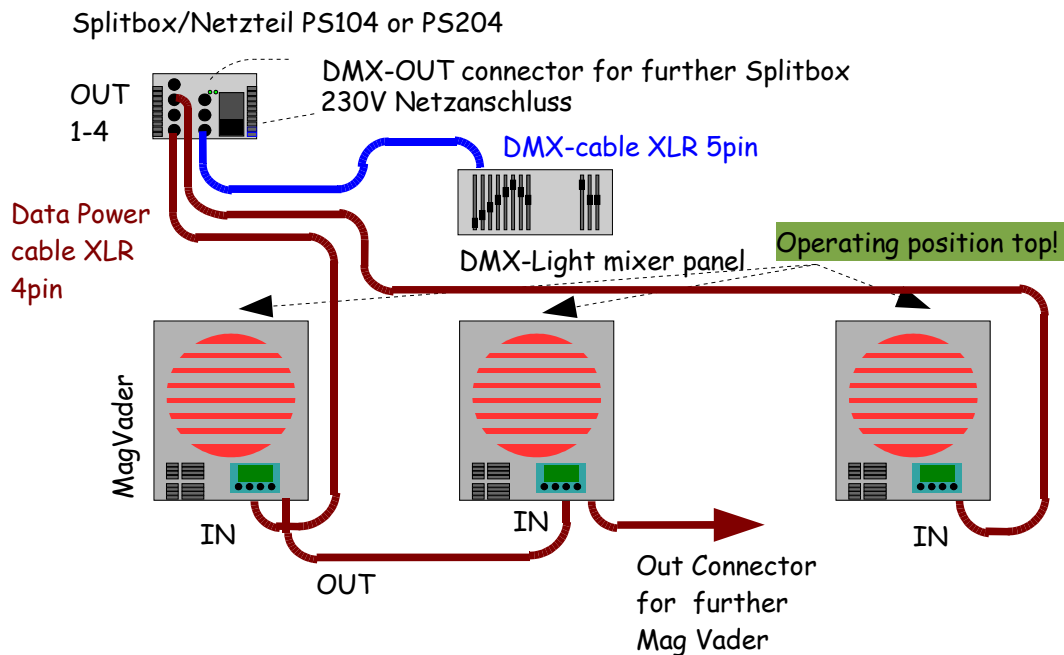 Splitbox/Netzteil PS104 or PS204
DMX-OUT connector for further Splitbox
230V Netzanschluss
OUT
1-4
DMX-cable XLR 5pin
Data Power
cable XLR
4pin
DMX-Light mixer panel
Operating position top!
MagVader
IN
OUT
IN
IN
Out Connector
for further
Mag Vader